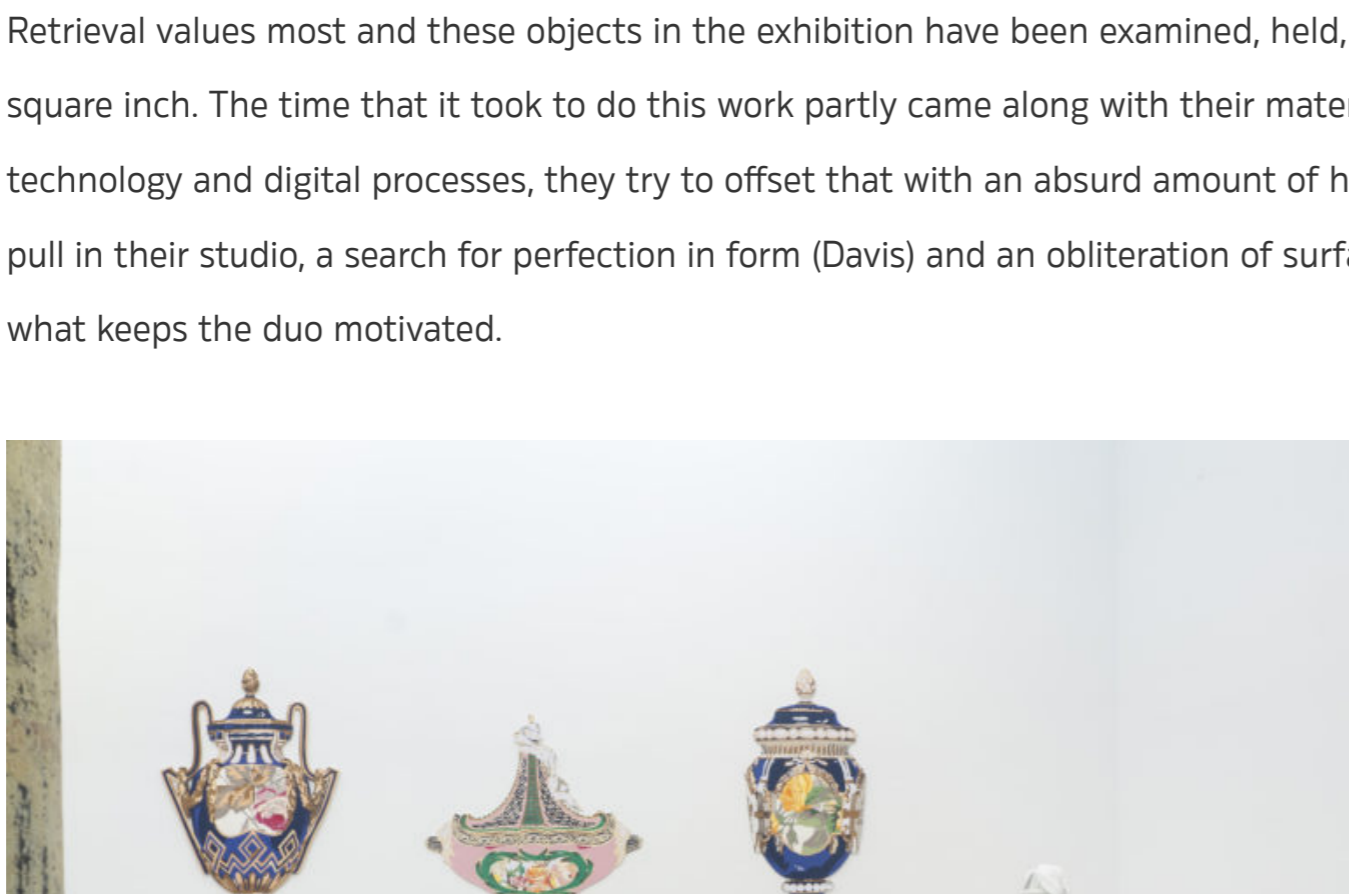 Retrieval values most and these objects in the exhibition have been examined, held,
square inch. The time that it took to do this work partly came along with their
technology and digital processes, they try to offset that with an absurd amount of
pull in their studio, a search for perfection in form (Davis) and an obliteration of
what keeps the duo motivated.